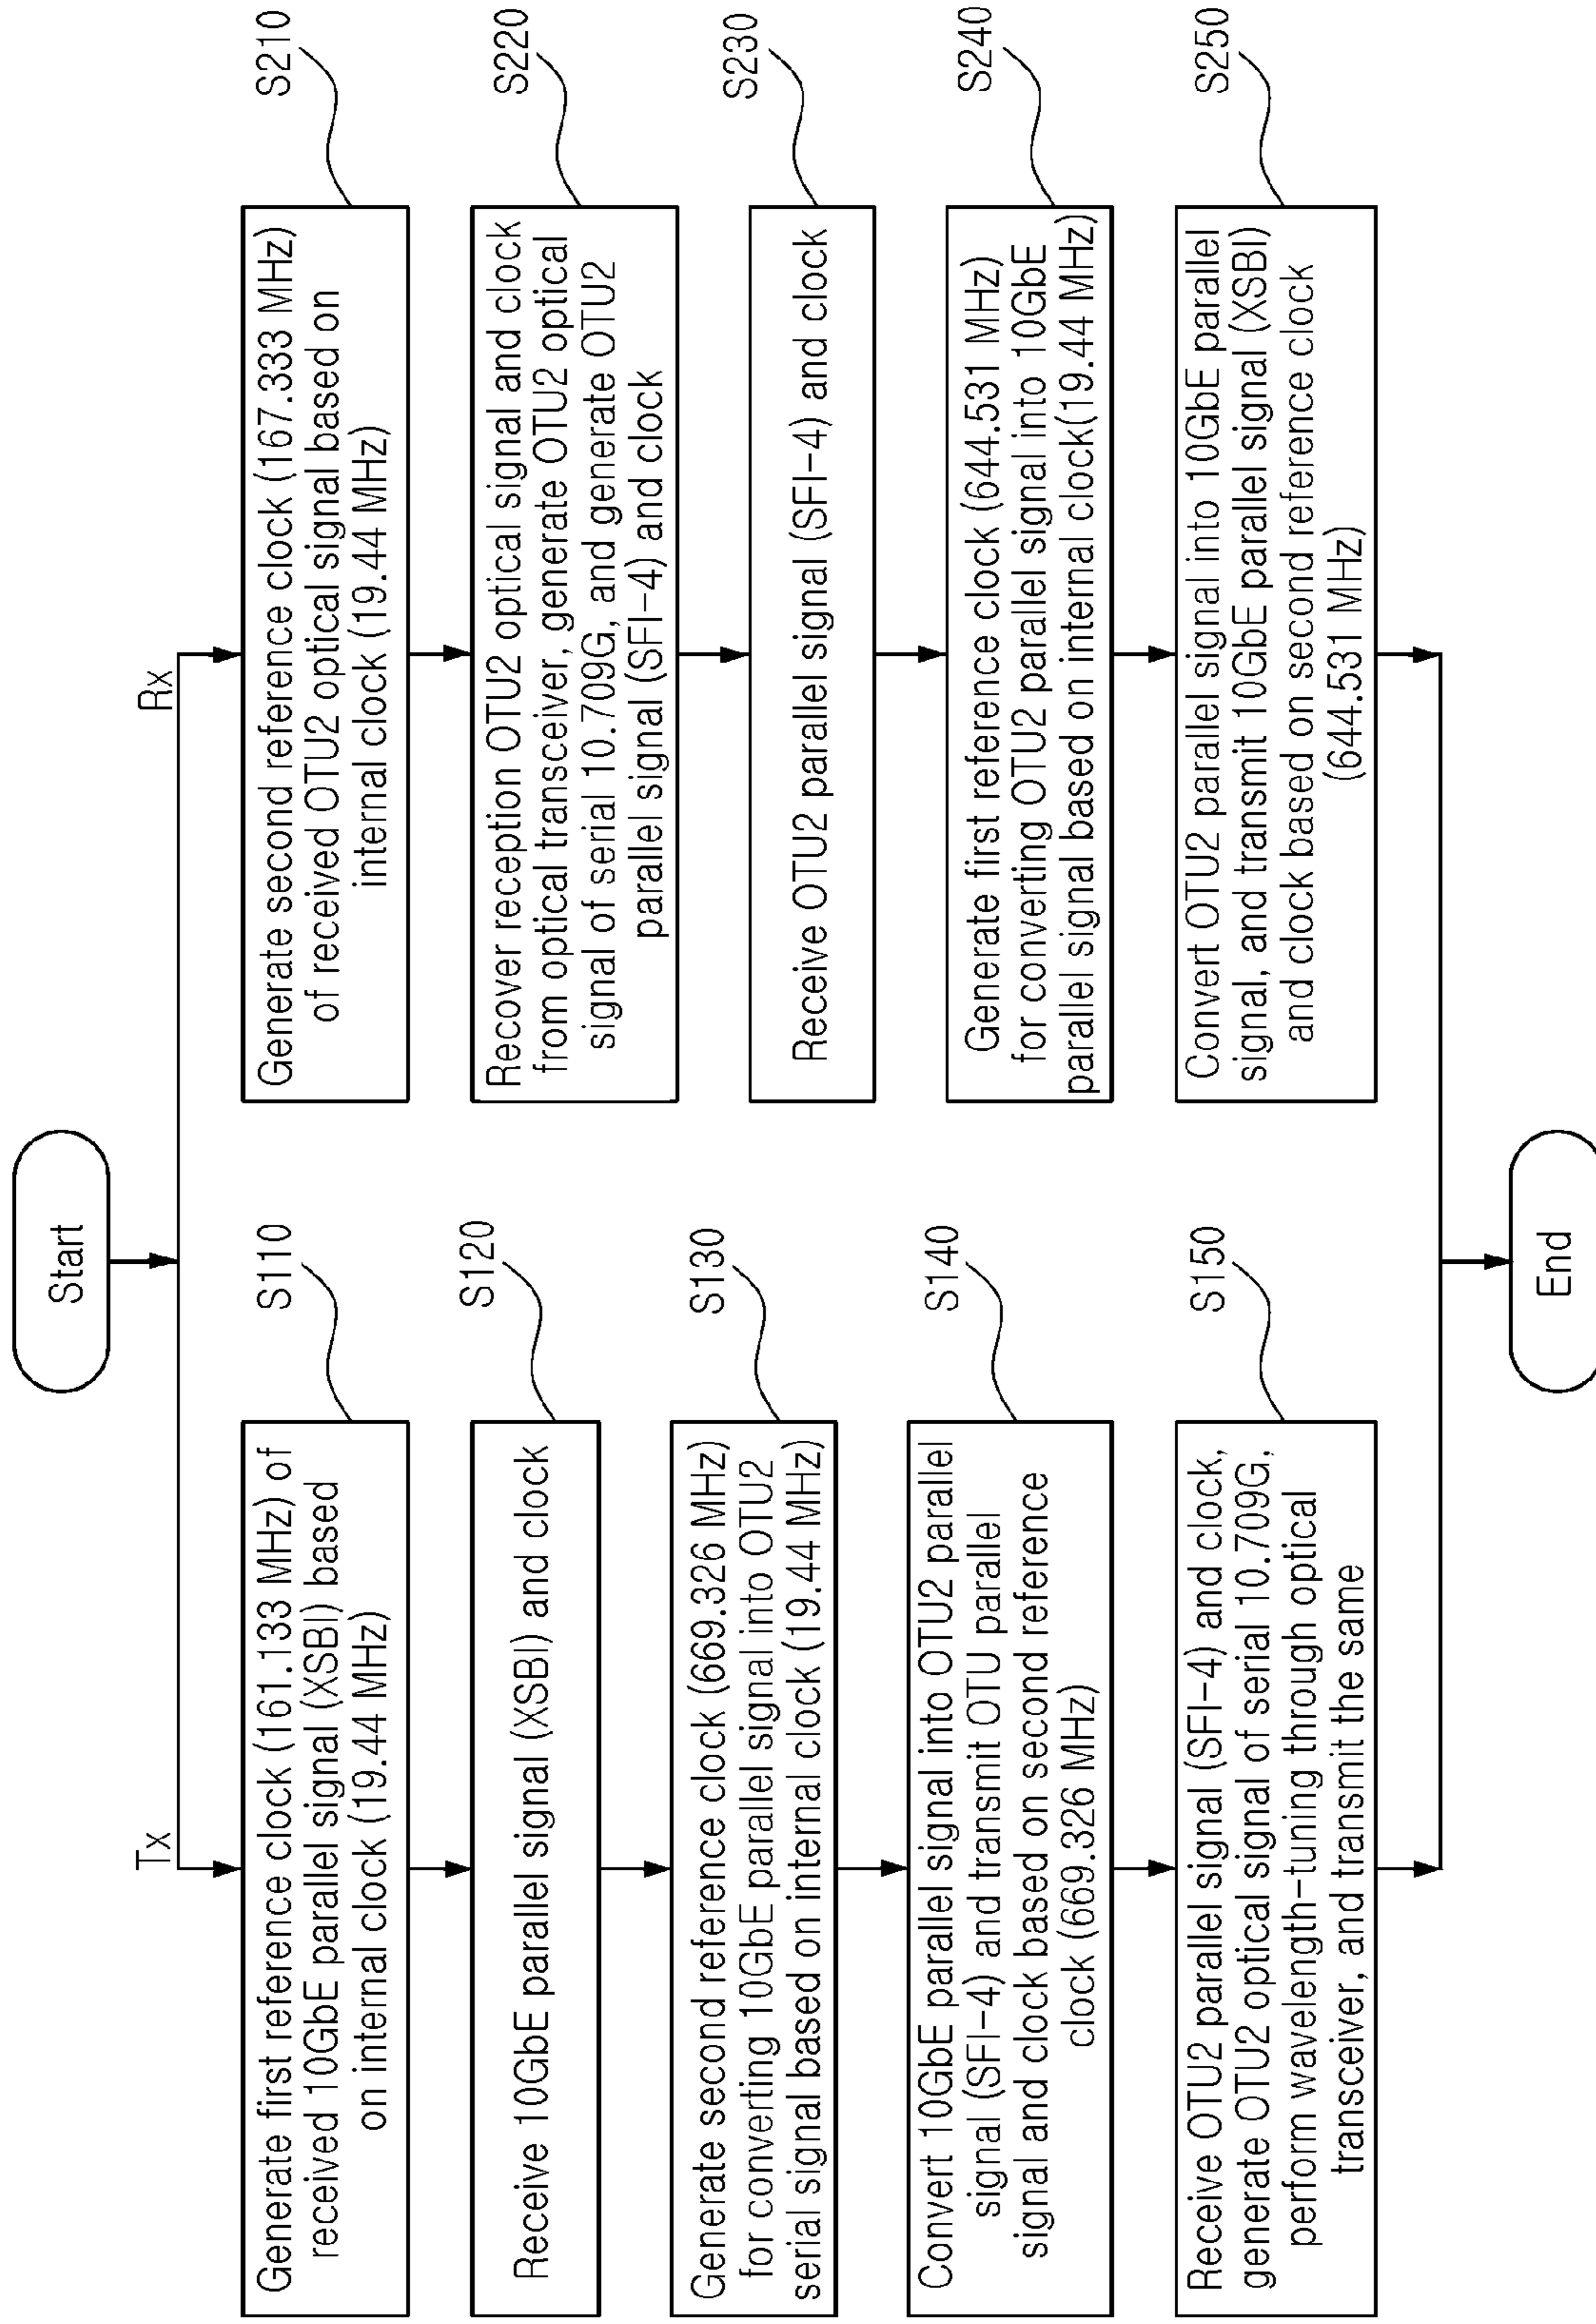 Start
Tx
Generate first reference clock (161.133 MHz) of
received 10GbE parallel signal (XSBI) based
on internal clock (19.44 MHz)
S110
Receive 10GbE parallel signal (XSBI) and clock
S120
Generate second reference clock (669.326 MHz)
for converting 10GbE parallel signal into OTU2
serial signal based on internal clock (19.44 MHz)
S130
Convert 10GbE parallel signal into OTU2 parallel
signal (SFI-4) and transmit OTU parallel
signal and clock based on second reference
clock (669.326 MHz)
S140
Receive OTU2 parallel signal (SFI-4) and clock,
generate OTU2 optical signal of serial 10.709G,
perform wavelength-tuning through optical
transceiver, and transmit the same
S150
Rx
Generate second reference clock (167.333 MHz)
of received OTU2 optical signal based on
internal clock (19.44 MHz)
S210
Recover reception OTU2 optical signal and clock
from optical transceiver, generate OTU2 optical
signal of serial 10.709G, and generate OTU2
parallel signal (SFI-4) and clock
S220
Receive OTU2 parallel signal (SFI-4) and clock
S230
Generate first reference clock (644.531 MHz)
for converting OTU2 parallel signal into 10GbE
parallel signal based on internal clock(19.44 MHz)
S240
Convert OTU2 parallel signal into 10GbE parallel
signal, and transmit 10GbE parallel signal (XSBI)
and clock based on second reference clock
(644.531 MHz)
S250
End